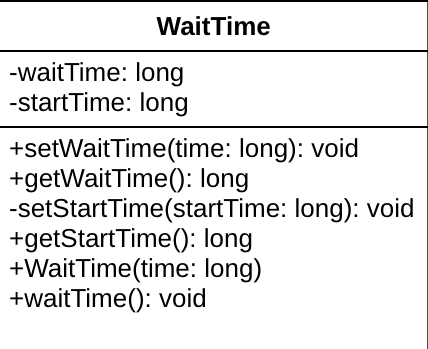 WaitTime
-waitTime: long
-startTime: long
+setWaitTime(time: long): void
+getWaitTime(): long
-setStartTime(startTime: long): void
+getStartTime(): long
+WaitTime(time: long)
+waitTime(): void